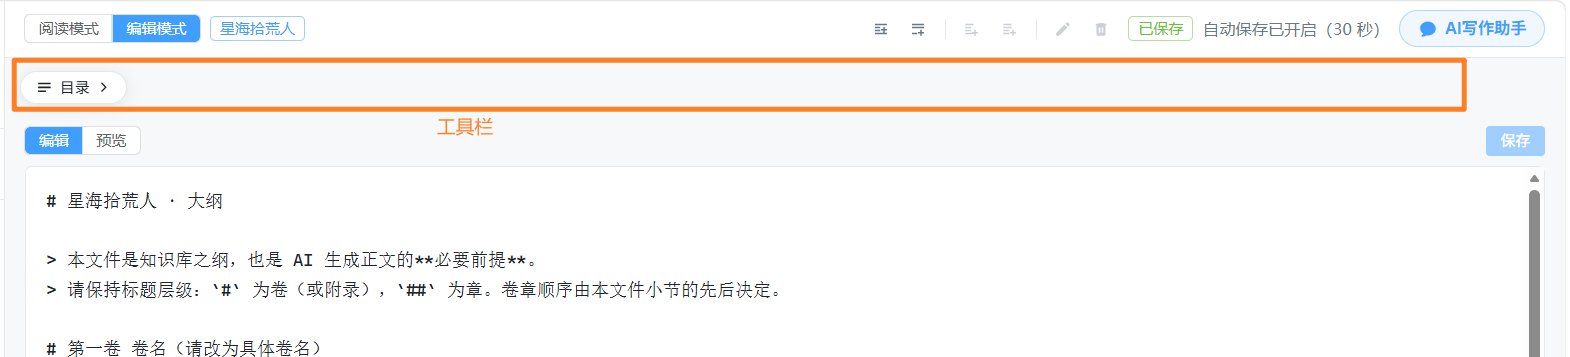 阅读模式 编辑模式 星海拾荒人 已保存 自动保存已开启（30 秒） AI写作助手
目录
工具栏
编辑 预览 保存
# 星海拾荒人 · 大纲
> 本文件是知识库之纲，也是 AI 生成正文的**必要前提**。
> 请保持标题层级：`#` 为卷（或附录），`##` 为章。卷章顺序由本文件小节的先后决定。
# 第一卷 卷名（请改为具体卷名）